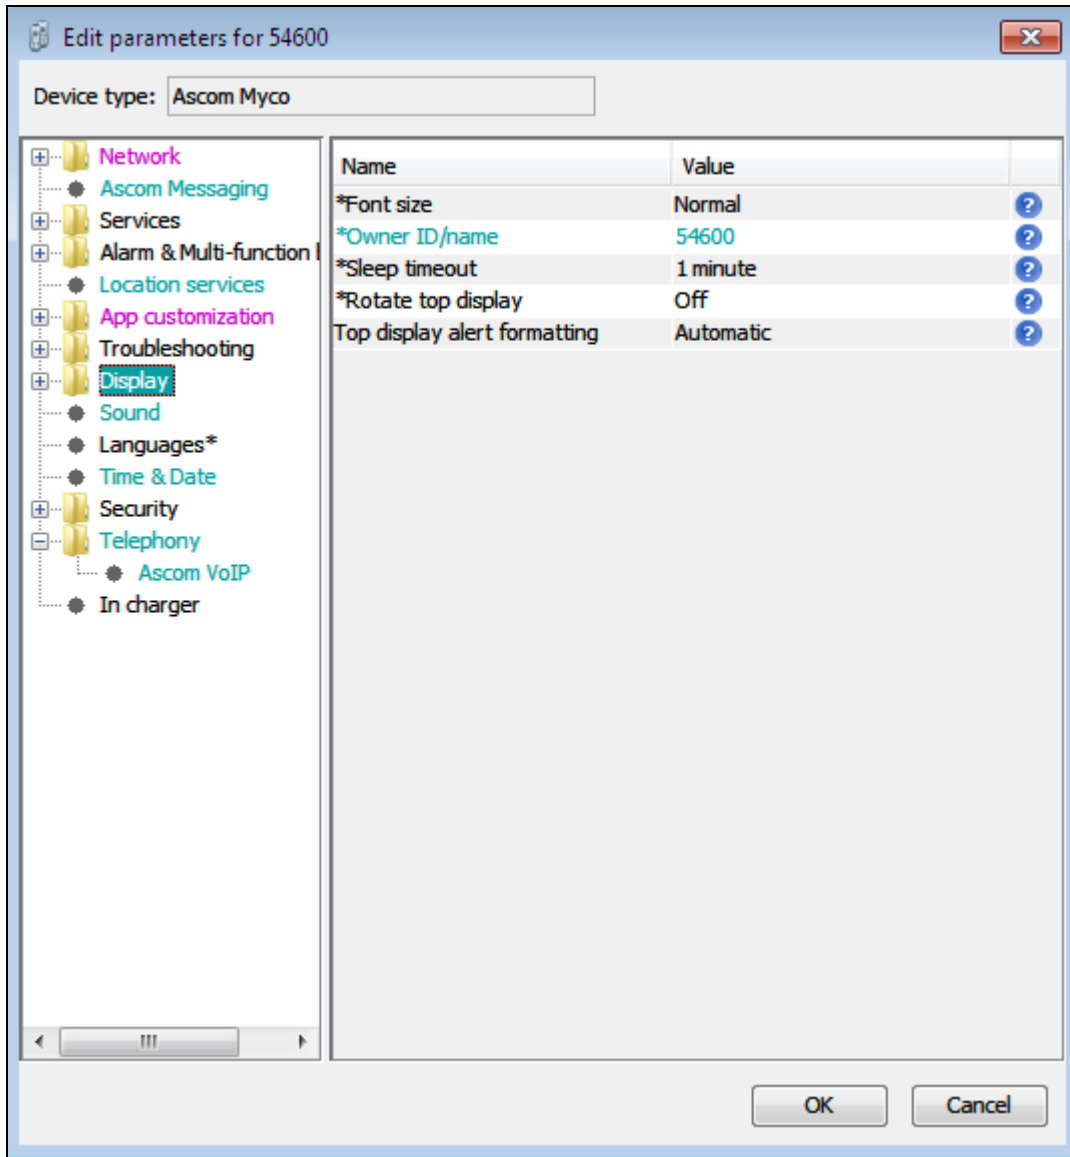 Edit parameters for 54600
Device type: Ascom Myco
Network
Ascom Messaging
Services
Alarm & Multi-function
Location services
App customization
Troubleshooting
Display
Sound
Languages*
Time & Date
Security
Telephony
Ascom VoIP
In charger
Name Value
*Font size Normal
*Owner ID/name 54600
*Sleep timeout 1 minute
*Rotate top display Off
Top display alert formatting Automatic
OK Cancel